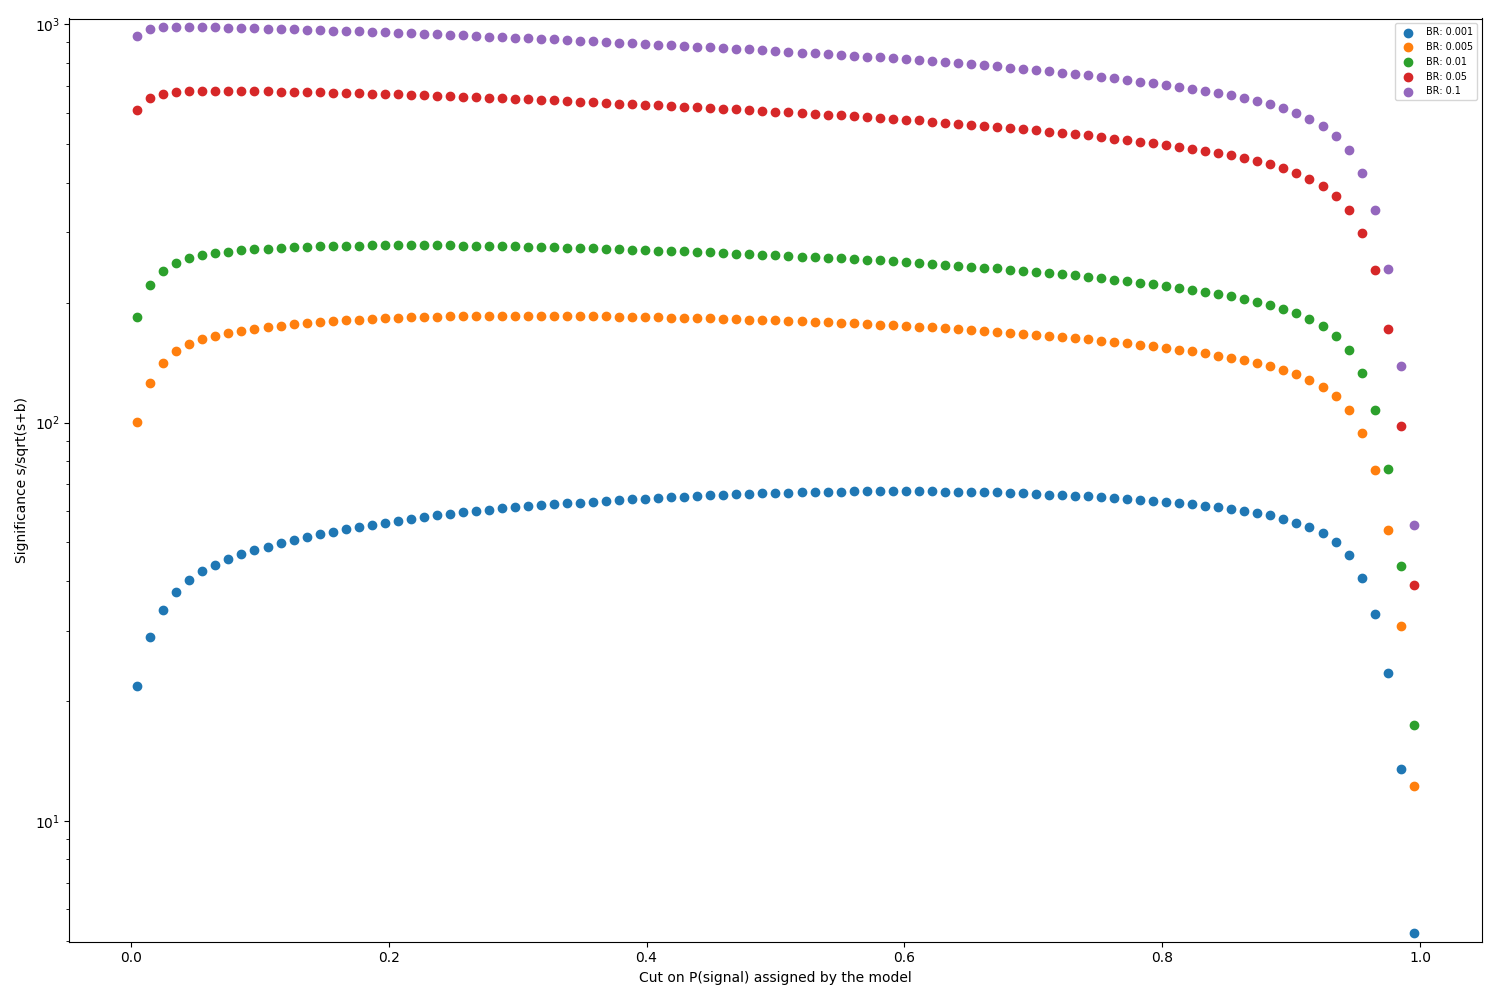 10³
10²
10¹
Significance s/sqrt(s+b)
BR: 0.001
BR: 0.005
BR: 0.01
BR: 0.05
BR: 0.1
0.0 0.2 0.4 0.6 0.8 1.0
Cut on P(signal) assigned by the model